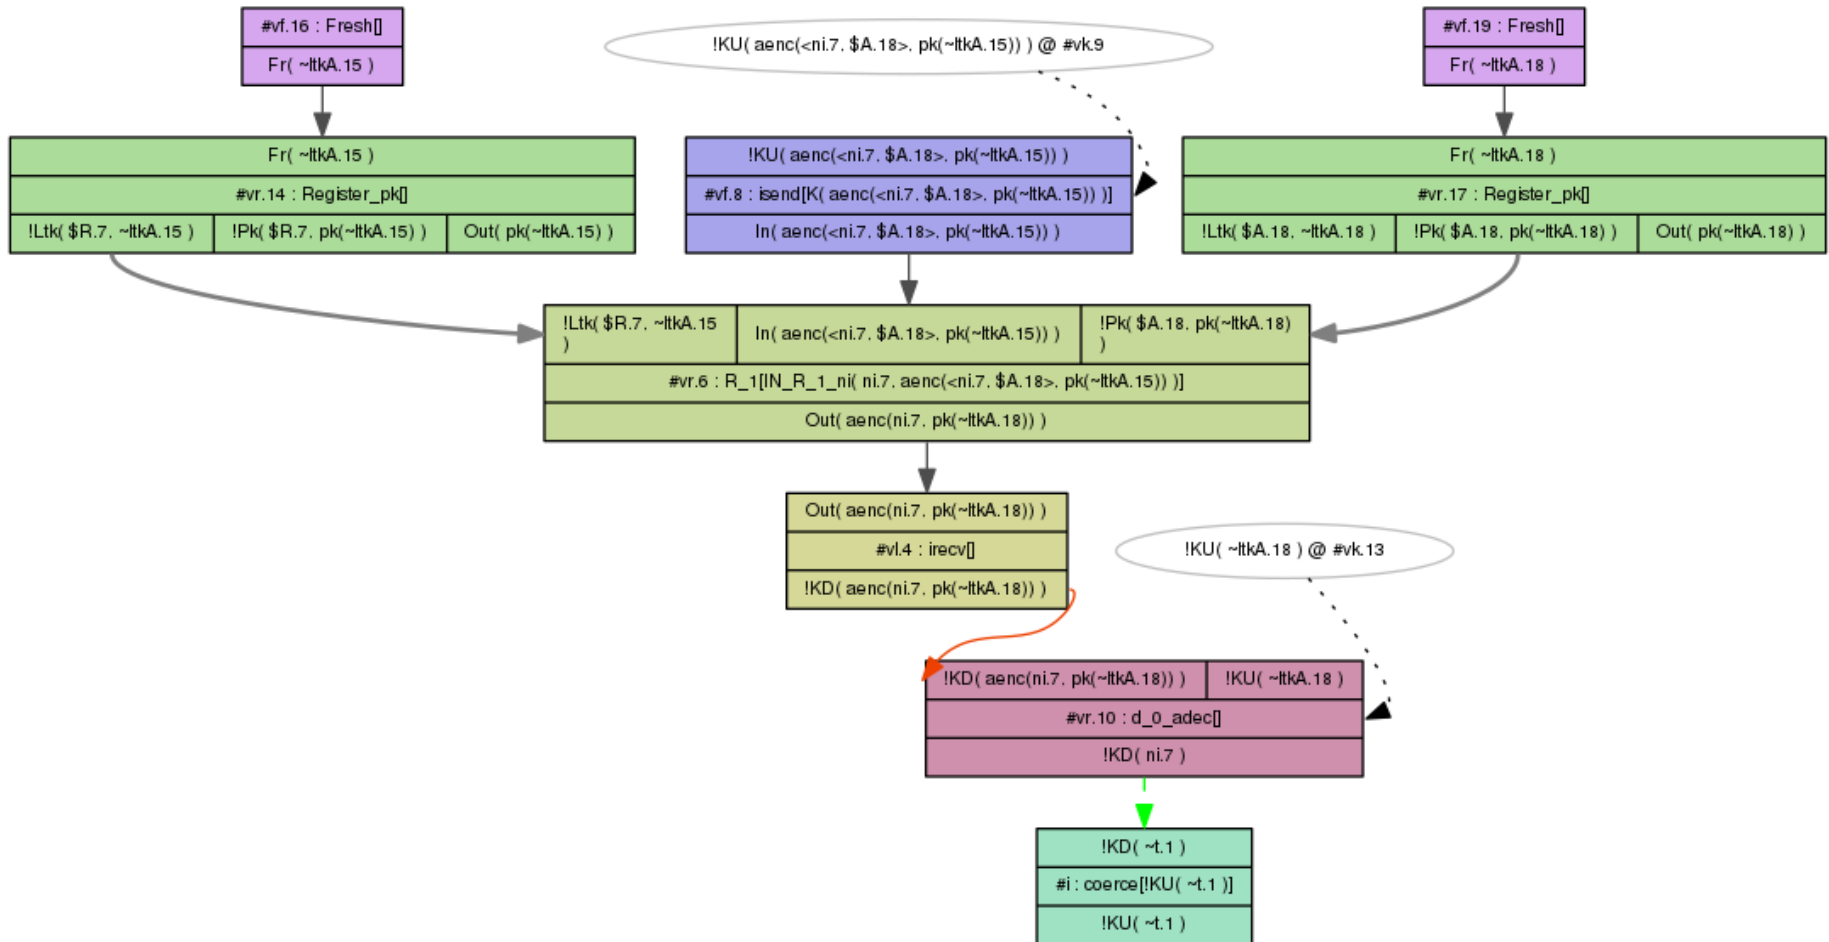 #vf.16 : Fresh[]
Fr( ~ltkA.15 )
!KU( aenc(<ni.7, $A.18>, pk(~ltkA.15)) ) @ #vk.9
#vf.19 : Fresh[]
Fr( ~ltkA.18 )
Fr( ~ltkA.15 )
#vr.14 : Register_pk[]
!Ltk( $R.7, ~ltkA.15 ) !Pk( $R.7, pk(~ltkA.15) ) Out( pk(~ltkA.15) )
!KU( aenc(<ni.7, $A.18>, pk(~ltkA.15)) )
#vf.8 : isend[K( aenc(<ni.7, $A.18>, pk(~ltkA.15)) )]
In( aenc(<ni.7, $A.18>, pk(~ltkA.15)) )
Fr( ~ltkA.18 )
#vr.17 : Register_pk[]
!Ltk( $A.18, ~ltkA.18 ) !Pk( $A.18, pk(~ltkA.18) ) Out( pk(~ltkA.18) )
!Ltk( $R.7, ~ltkA.15
)
In( aenc(<ni.7, $A.18>, pk(~ltkA.15)) )
!Pk( $A.18, pk(~ltkA.18)
)
#vr.6 : R_1[IN_R_1_ni( ni.7, aenc(<ni.7, $A.18>, pk(~ltkA.15)) )]
Out( aenc(ni.7, pk(~ltkA.18)) )
Out( aenc(ni.7, pk(~ltkA.18)) )
#vl.4 : irecv[]
!KD( aenc(ni.7, pk(~ltkA.18)) )
!KU( ~ltkA.18 ) @ #vk.13
!KD( aenc(ni.7, pk(~ltkA.18)) ) !KU( ~ltkA.18 )
#vr.10 : d_0_adec[]
!KD( ni.7 )
!KD( ~t.1 )
#i : coerce[!KU( ~t.1 )]
!KU( ~t.1 )